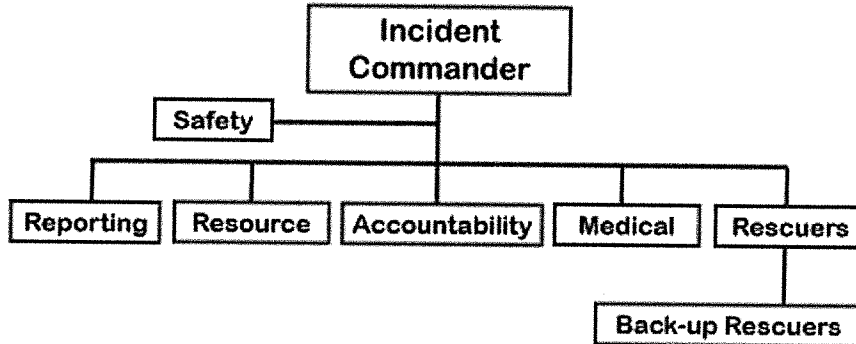 Incident
Commander
Safety
Reporting
Resource
Accountability
Medical
Rescuers
Back-up Rescuers